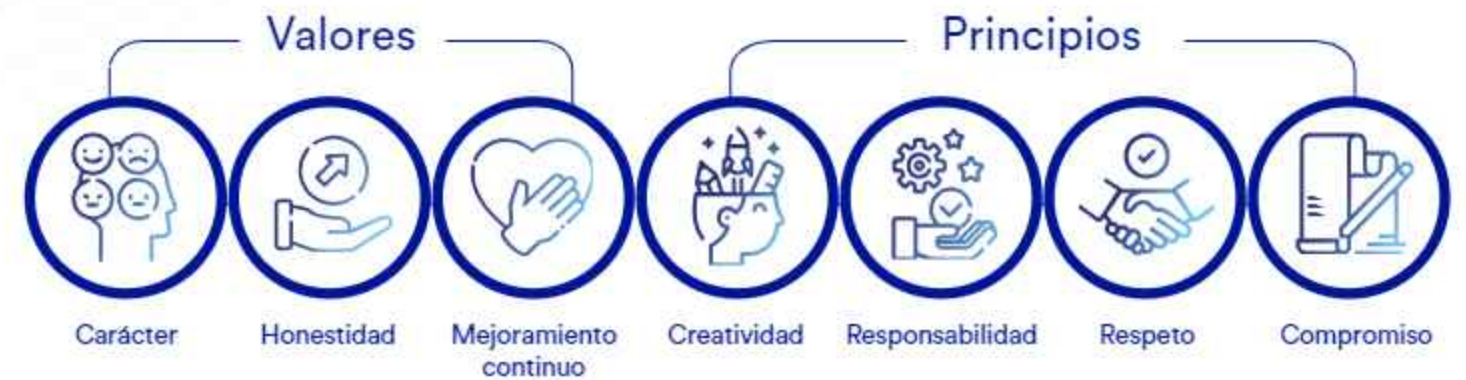 Valores
Principios
Carácter
Honestidad
Mejoramiento
continuo
Creatividad
Responsabilidad
Respeto
Compromiso